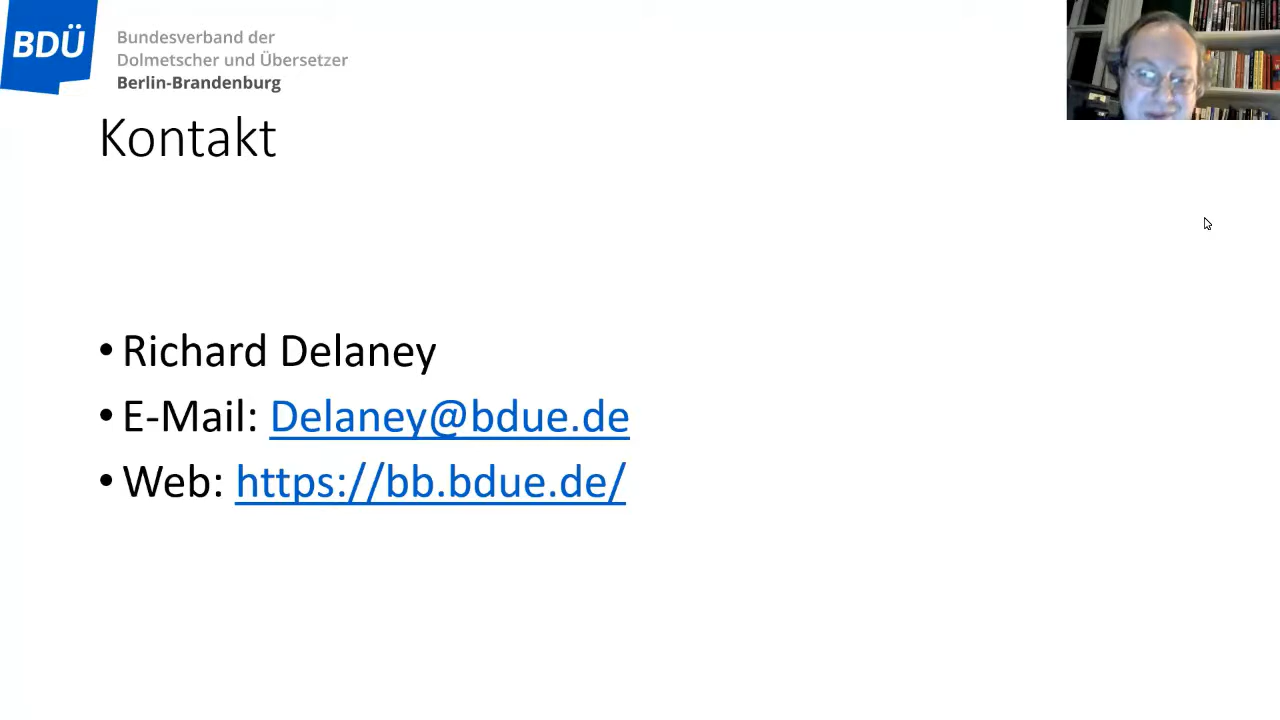 BDÜ
Bundesverband der
Dolmetscher und Übersetzer
Berlin-Brandenburg
Kontakt
• Richard Delaney
• E-Mail: Delaney@bdue.de
• Web: https://bb.bdue.de/